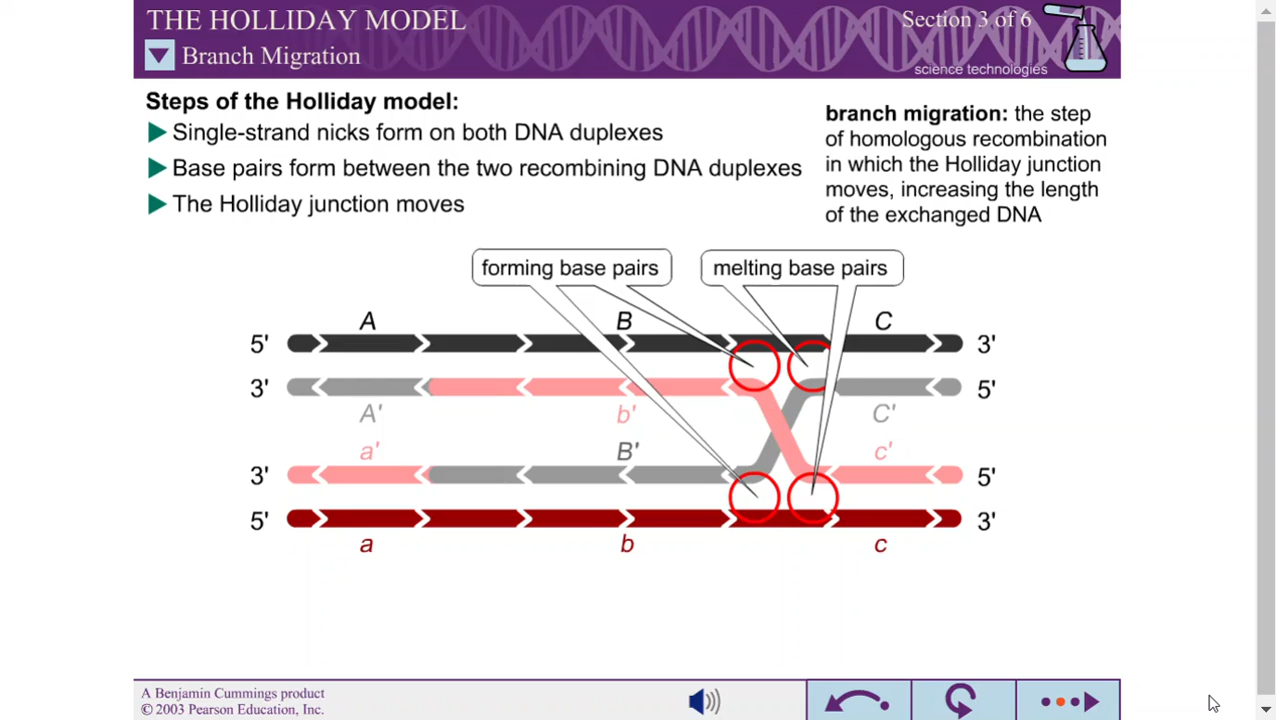 THE HOLLIDAY MODEL
Section 3 of 6
Branch Migration
science technologies
Steps of the Holliday model:
Single-strand nicks form on both DNA duplexes
Base pairs form between the two recombining DNA duplexes
The Holliday junction moves
branch migration: the step
of homologous recombination
in which the Holliday junction
moves, increasing the length
of the exchanged DNA
forming base pairs
melting base pairs
A B C
5' 3'
3' 5'
A' b' C'
a' B' c'
3' 5'
5' 3'
a b c
A Benjamin Cummings product
© 2003 Pearson Education, Inc.